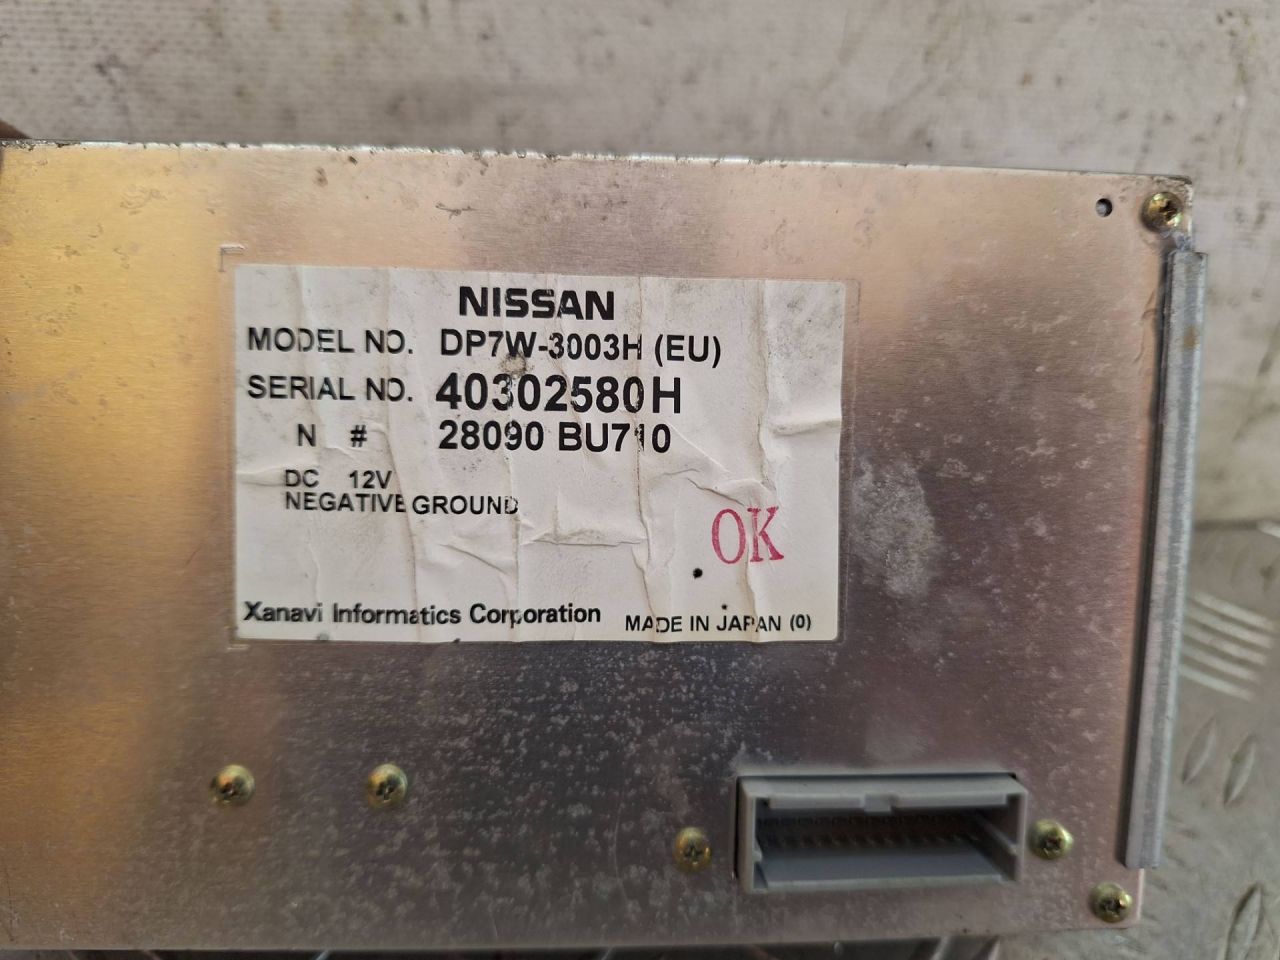 NISSAN
MODEL NO. DP7W-3003H (EU)
SERIAL NO. 40302580H
N # 28090 BU710
DC 12V
NEGATIVE GROUND
OK
Xanavi Informatics Corporation MADE IN JAPAN (0)